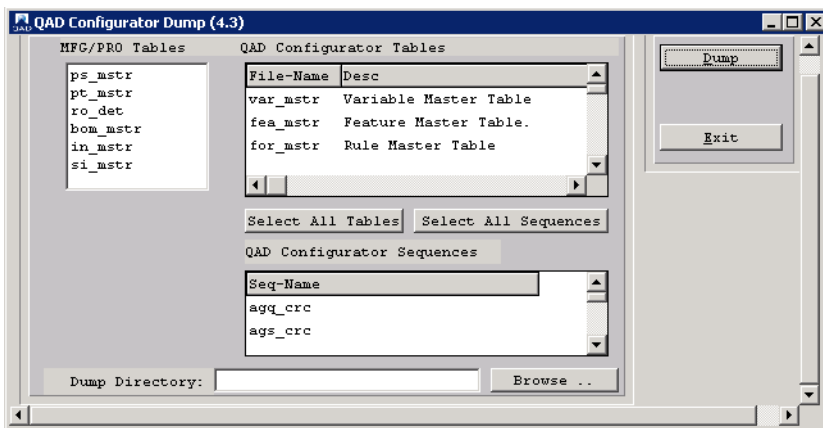 QAD QAD Configurator Dump (4.3)
MFG/PRO Tables
QAD Configurator Tables
Dump
ps_mstr
pt_mstr
ro_det
bom_mstr
in_mstr
si_mstr
File-Name Desc
var_mstr Variable Master Table
fea_mstr Feature Master Table.
for_mstr Rule Master Table
Exit
Select All Tables
Select All Sequences
QAD Configurator Sequences
Seq-Name
agq_crc
ags_crc
Dump Directory:
Browse ..